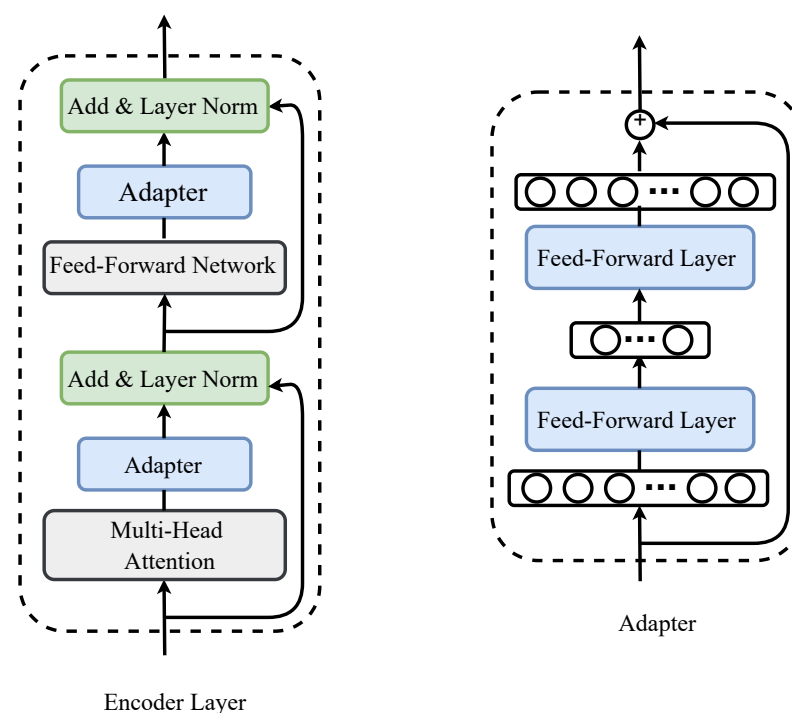 Add & Layer Norm
Adapter
Feed-Forward Network
Add & Layer Norm
Adapter
Multi-Head
Attention
Encoder Layer
+
Feed-Forward Layer
Feed-Forward Layer
Adapter